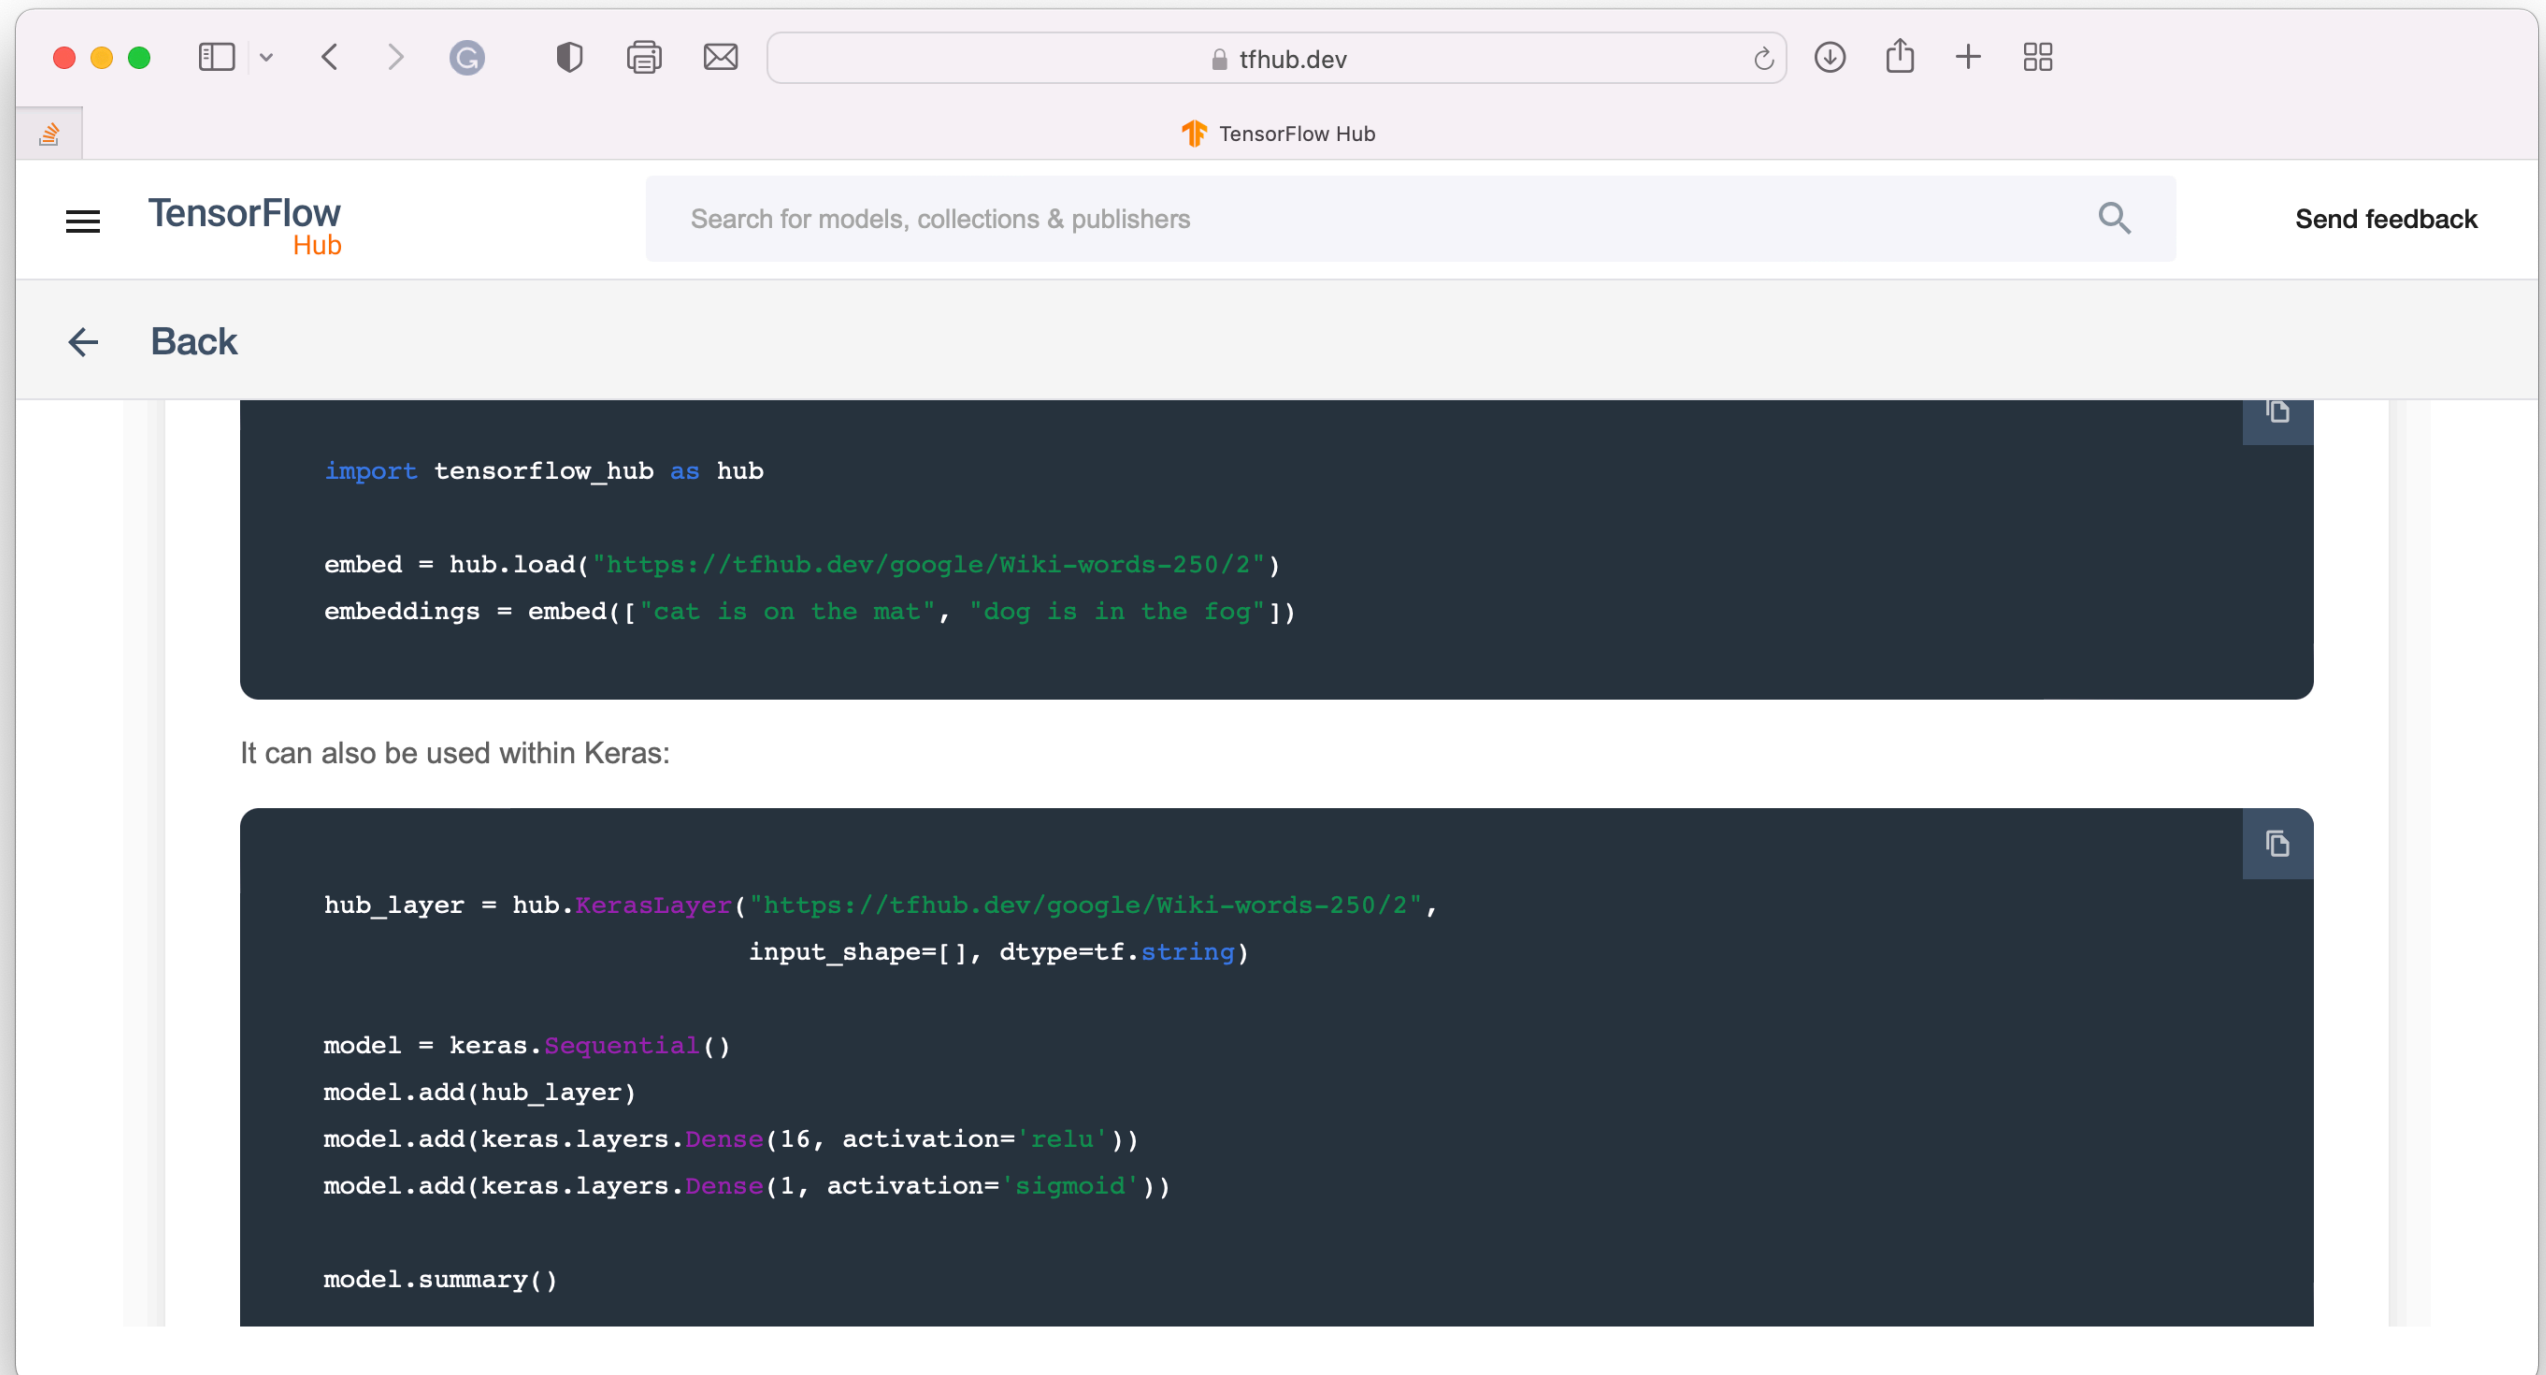 tfhub.dev
TensorFlow Hub
TensorFlow
Hub
Search for models, collections & publishers
Send feedback
Back
import tensorflow_hub as hub
embed = hub.load("https://tfhub.dev/google/Wiki-words-250/2")
embeddings = embed(["cat is on the mat", "dog is in the fog"])
It can also be used within Keras:
hub_layer = hub.KerasLayer("https://tfhub.dev/google/Wiki-words-250/2",
input_shape=[], dtype=tf.string)
model = keras.Sequential()
model.add(hub_layer)
model.add(keras.layers.Dense(16, activation='relu'))
model.add(keras.layers.Dense(1, activation='sigmoid'))
model.summary()